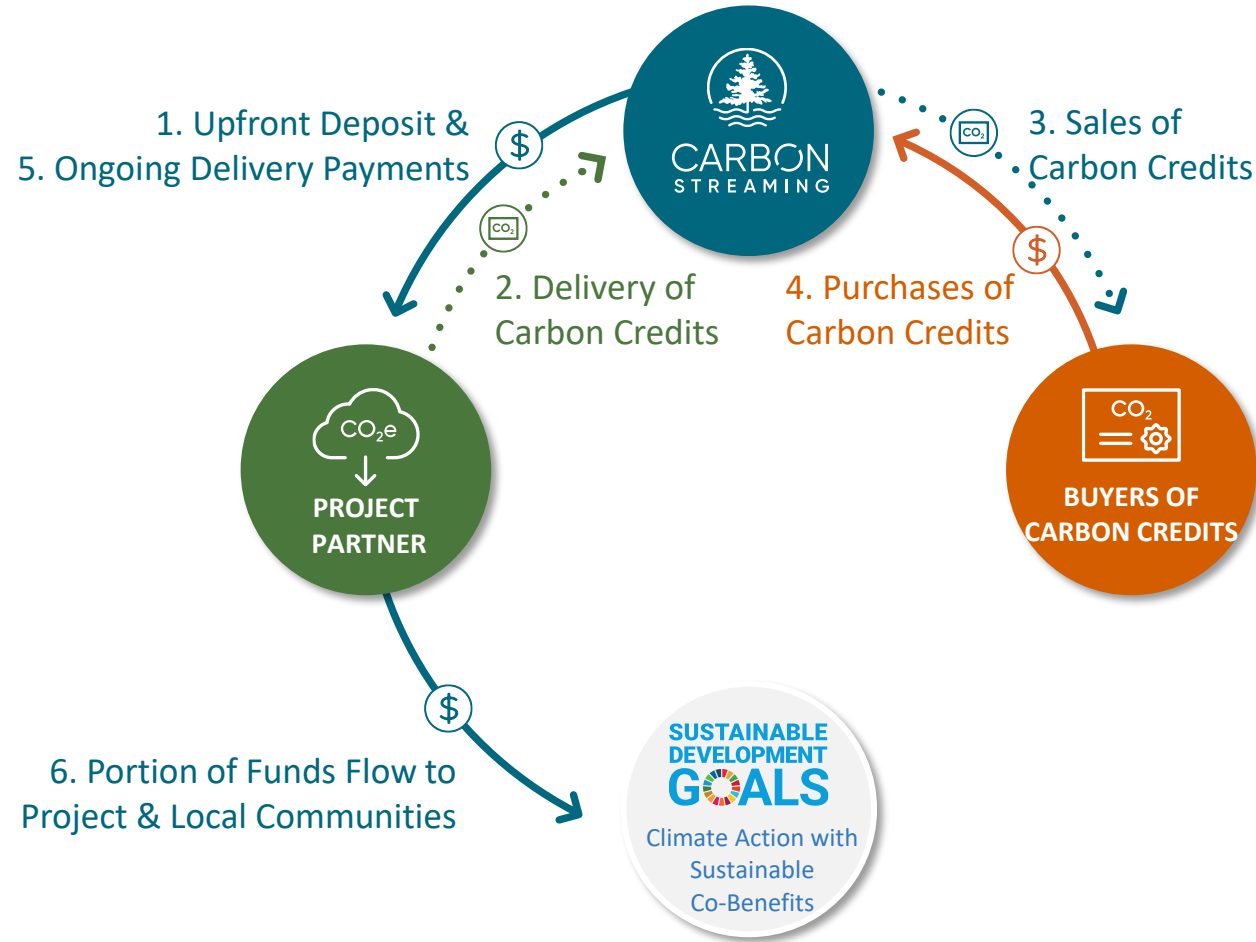 CARBON
STREAMING
1. Upfront Deposit &
5. Ongoing Delivery Payments
$
CO₂
2. Delivery of
Carbon Credits
CO₂
3. Sales of
Carbon Credits
$
4. Purchases of
Carbon Credits
CO₂e
PROJECT
PARTNER
CO₂
BUYERS OF
CARBON CREDITS
$
6. Portion of Funds Flow to
Project & Local Communities
SUSTAINABLE
DEVELOPMENT
GOALS
Climate Action with
Sustainable
Co-Benefits